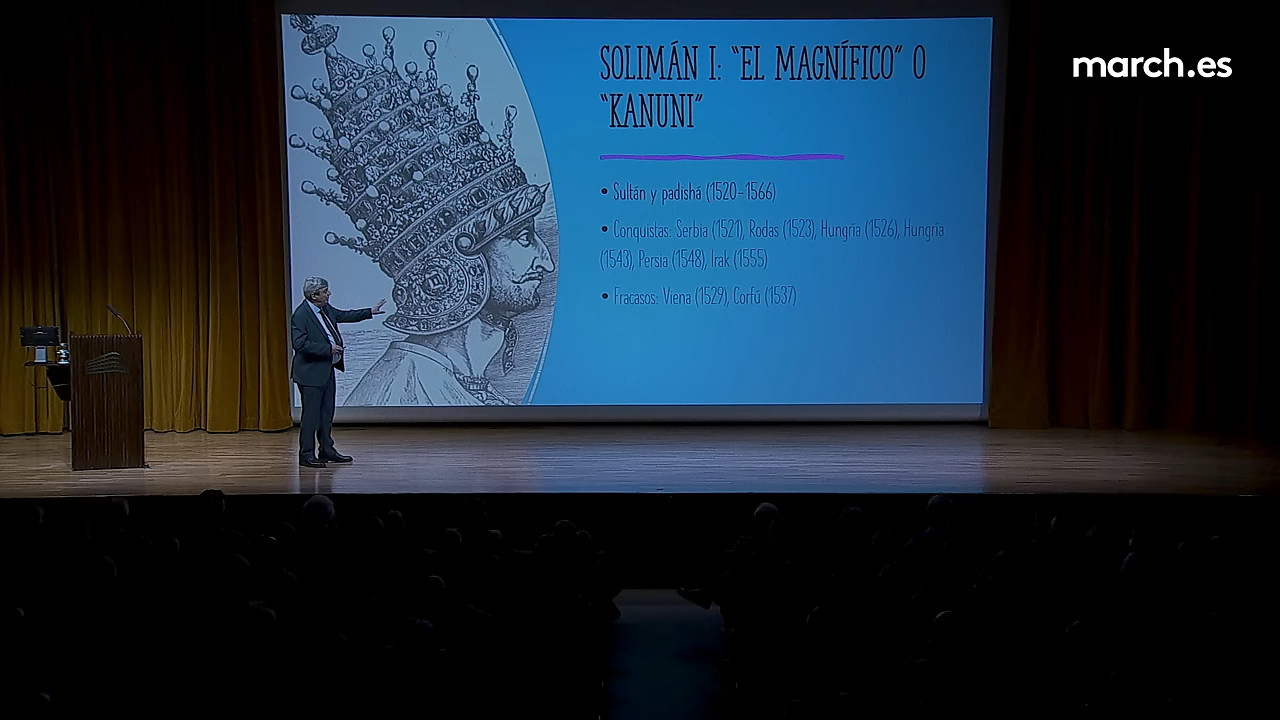 SOLIMÁN I: “EL MAGNÍFICO” O
“KANUNI”
• Sultán y padishá (1520-1566)
• Conquistas: Serbia (1521), Rodas (1523), Hungría (1526), Hungría
(1543), Persia (1548), Irak (1555)
• Fracasos: Viena (1529), Corfú (1537)
march.es